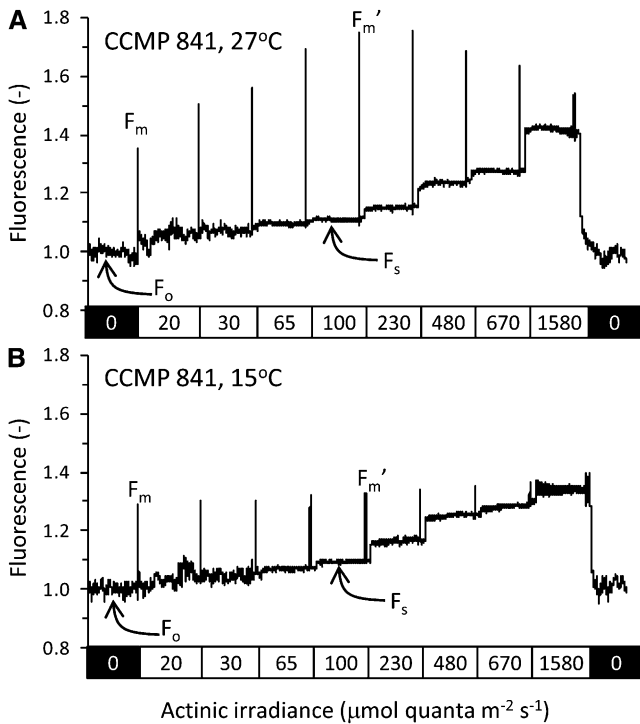 A
CCMP 841, 27°C
Fluorescence (-)
1.8
1.6
1.4
1.2
1.0
0.8
Fm
Fm’
Fs
Fo
0 20 30 65 100 230 480 670 1580 0
B
CCMP 841, 15°C
Fluorescence (-)
1.8
1.6
1.4
1.2
1.0
0.8
Fm
Fm’
Fs
Fo
0 20 30 65 100 230 480 670 1580 0
Actinic irradiance (μmol quanta m⁻² s⁻¹)